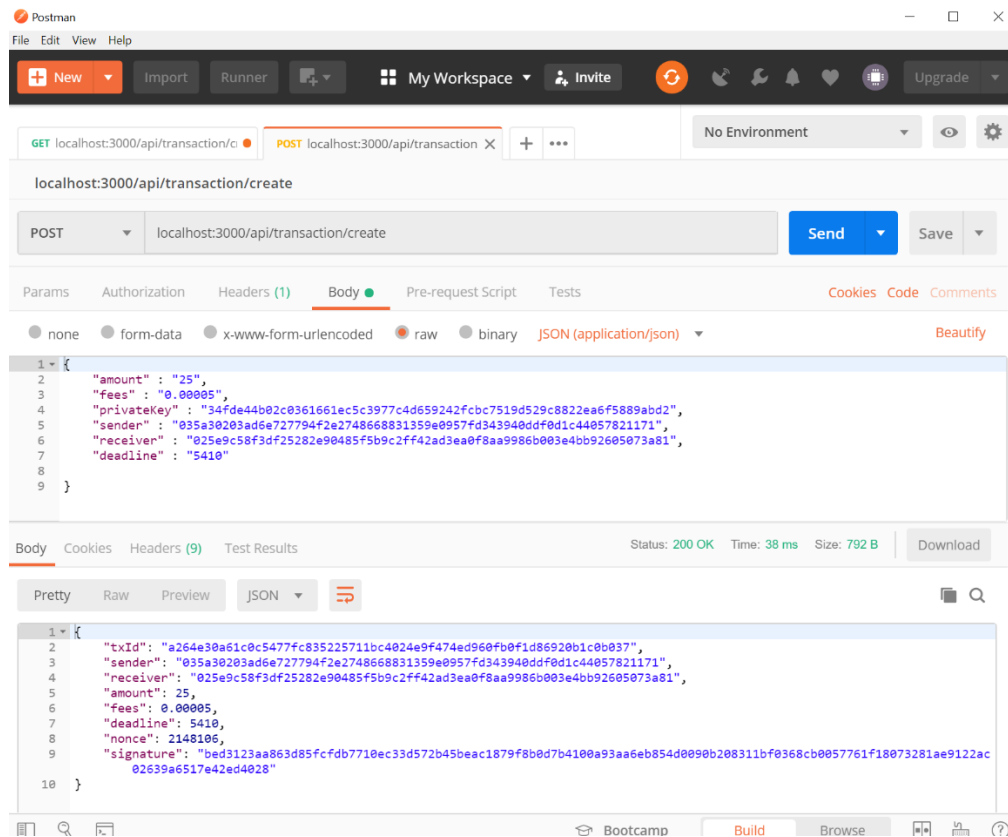 Postman
File Edit View Help
New Import Runner My Workspace Invite Upgrade
GET localhost:3000/api/transaction/c POST localhost:3000/api/transaction No Environment
localhost:3000/api/transaction/create
POST localhost:3000/api/transaction/create Send Save
Params Authorization Headers (1) Body Pre-request Script Tests Cookies Code Comments
none form-data x-www-form-urlencoded raw binary JSON (application/json) Beautify
1 {
2 "amount" : "25",
3 "fees" : "0.00005",
4 "privateKey" : "34fde44b02c0361661ec5c3977c4d659242fcbc7519d529c8822ea6f5889abd2",
5 "sender" : "035a30203ad6e727794f2e2748668831359e0957fd343940ddf0d1c44057821171",
6 "receiver" : "025e9c58f3df25282e90485f5b9c2ff42ad3ea0f8aa9986b003e4bb92605073a81",
7 "deadline" : "5410"
8
9 }
Body Cookies Headers (9) Test Results Status: 200 OK Time: 38 ms Size: 792 B Download
Pretty Raw Preview JSON
1 {
2 "txId": "a264e30a61c0c5477fc835225711bc4024e9f474ed960fb0f1d86920b1c0b037",
3 "sender": "035a30203ad6e727794f2e2748668831359e0957fd343940ddf0d1c44057821171",
4 "receiver": "025e9c58f3df25282e90485f5b9c2ff42ad3ea0f8aa9986b003e4bb92605073a81",
5 "amount": 25,
6 "fees": 0.00005,
7 "deadline": 5410,
8 "nonce": 2148106,
9 "signature": "bed3123aa863d85fcfdb7710ec33d572b45beac1879f8b0d7b4100a93aa6eb854d0090b208311bf0368cb0057761f18073281ae9122ac
02639a6517e42ed4028"
10 }
Bootcamp Build Browse